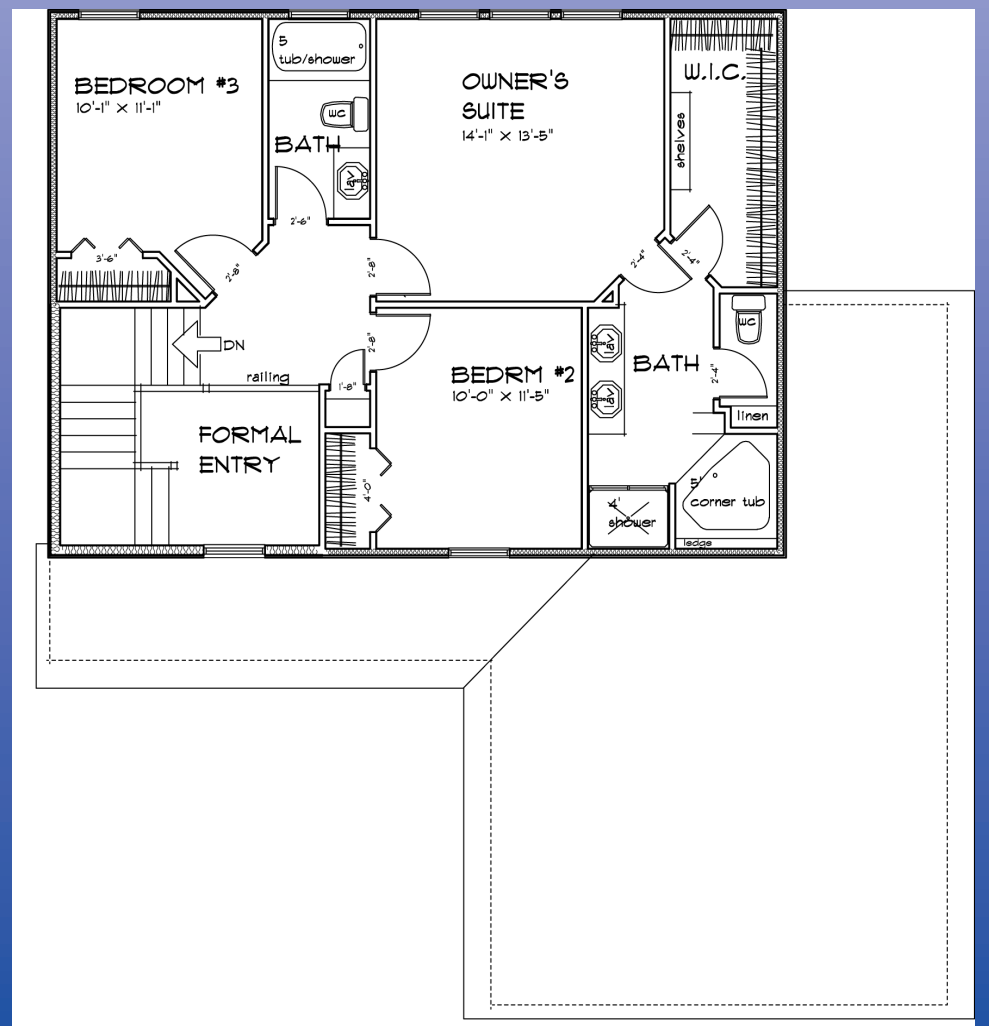 5
tub/shower
BEDROOM #3
10'-1" X 11'-1"
OWNER'S
SUITE
14'-1" X 13'-5"
W.I.C.
WC
BATH
shelves
lav
2'-6"
3'-6"
2'-8"
2'-8"
2'-4"
2'-4"
WC
DN
lav
2'-8"
BATH
railing
1'-8"
BEDRM #2
10'-0" X 11'-5"
2'-4"
lav
linen
FORMAL
ENTRY
4'-0"
5'
corner tub
4'
shower
ledge